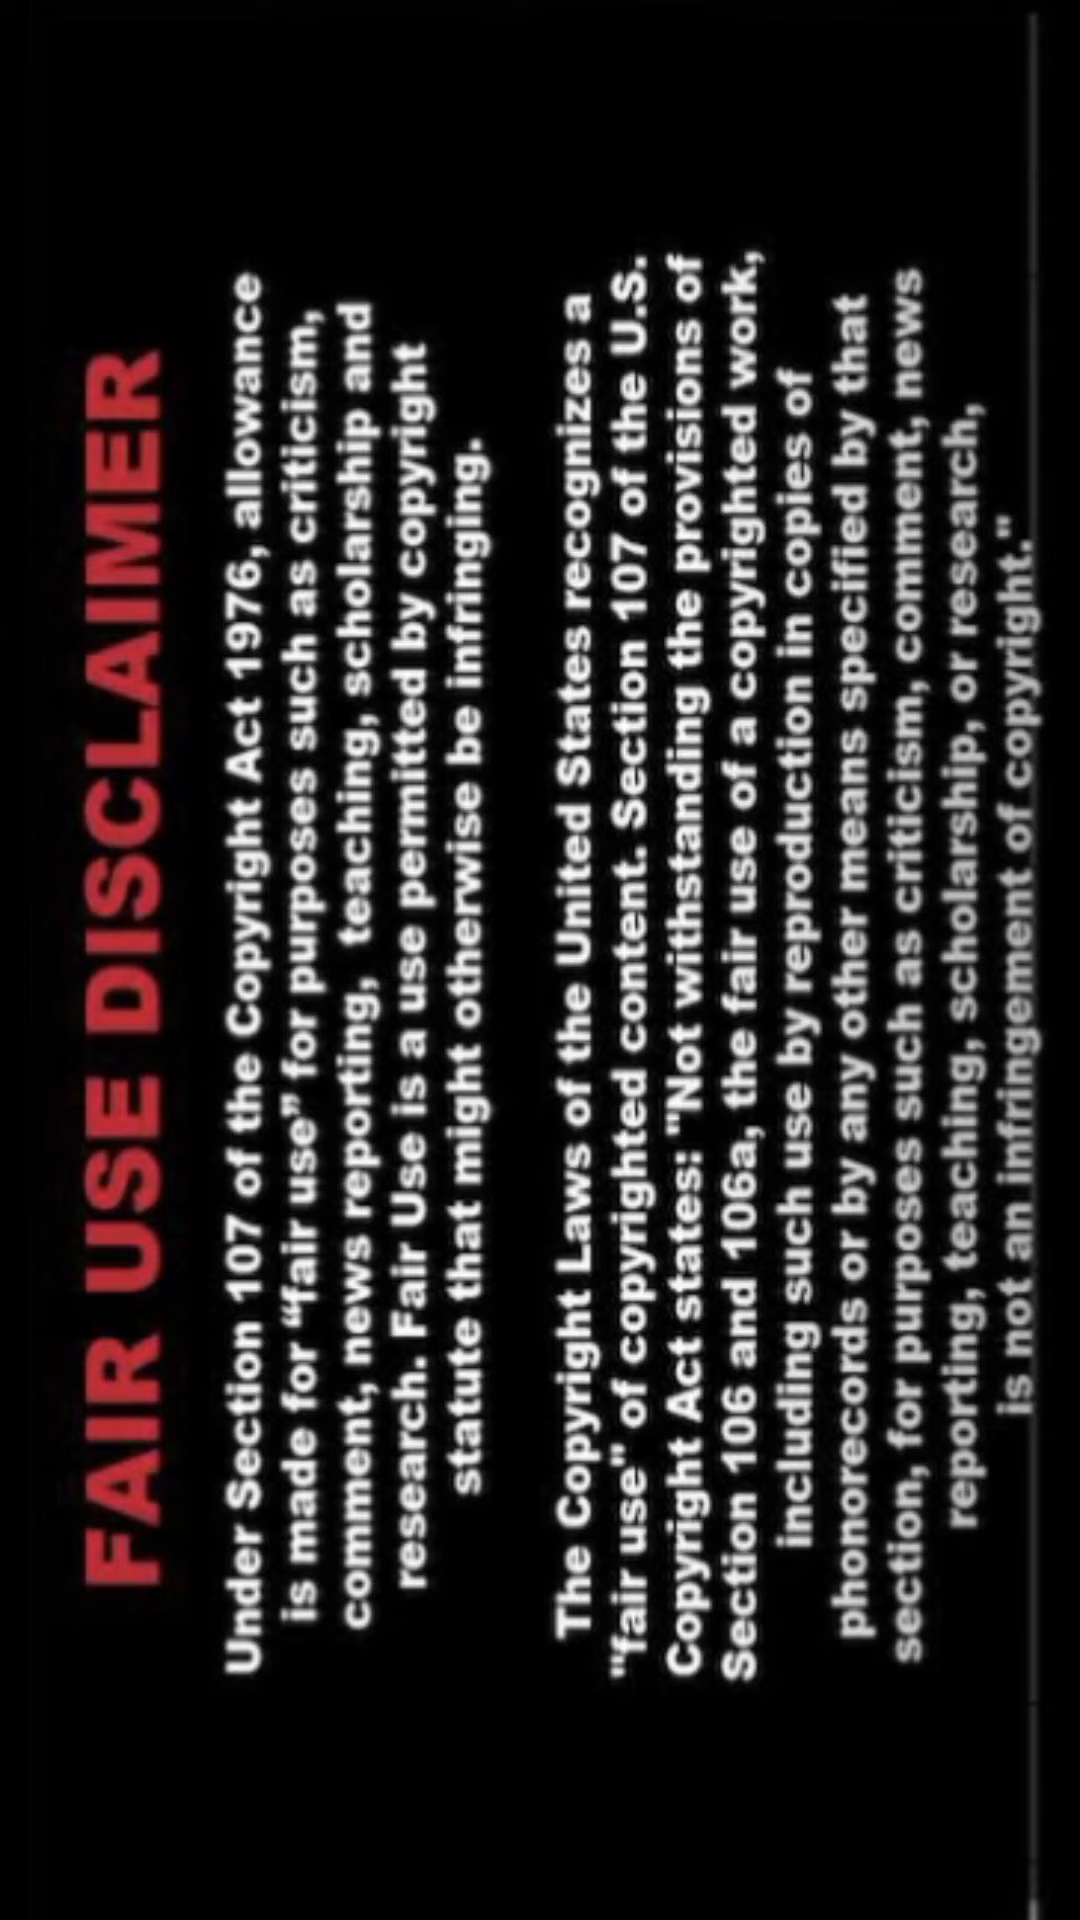 FAIR USE DISCLAIMER
Under Section 107 of the Copyright Act 1976, allowance
is made for “fair use” for purposes such as criticism,
comment, news reporting, teaching, scholarship and
research. Fair Use is a use permitted by copyright
statute that might otherwise be infringing.
The Copyright Laws of the United States recognizes a
"fair use" of copyrighted content. Section 107 of the U.S.
Copyright Act states: "Not withstanding the provisions of
Section 106 and 106a, the fair use of a copyrighted work,
including such use by reproduction in copies of
phonorecords or by any other means specified by that
section, for purposes such as criticism, comment, news
reporting, teaching, scholarship, or research,
is not an infringement of copyright."